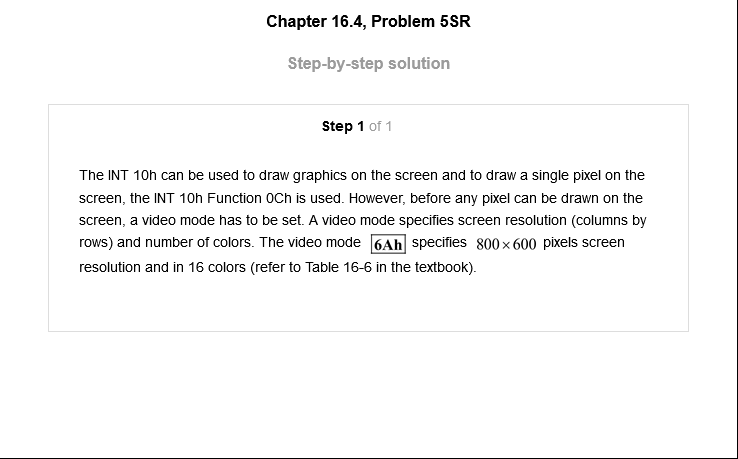 Chapter 16.4, Problem 5SR
Step-by-step solution
Step 1 of 1
The INT 10h can be used to draw graphics on the screen and to draw a single pixel on the
screen, the INT 10h Function 0Ch is used. However, before any pixel can be drawn on the
screen, a video mode has to be set. A video mode specifies screen resolution (columns by
rows) and number of colors. The video mode 6Ah specifies 800×600 pixels screen
resolution and in 16 colors (refer to Table 16-6 in the textbook).